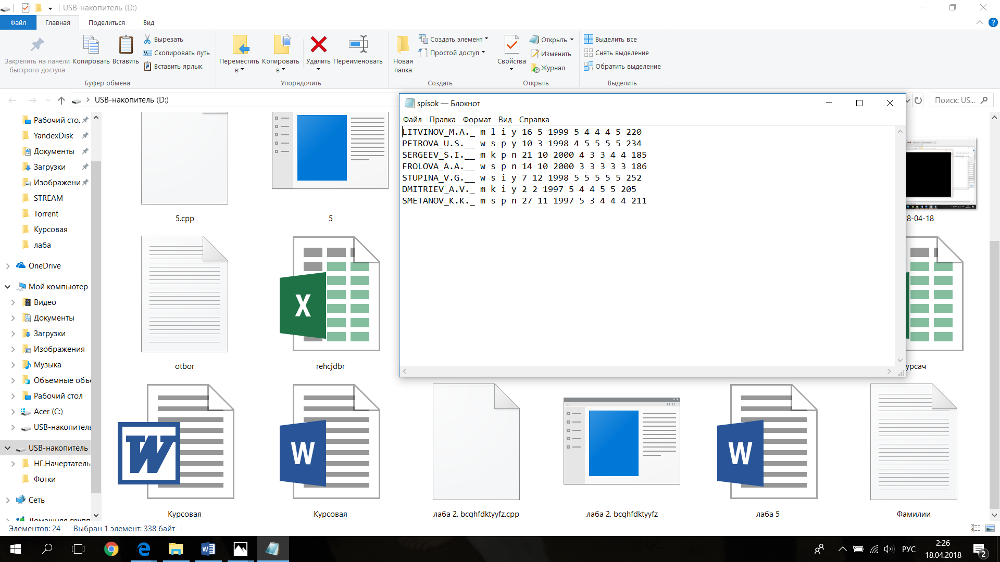 USB-накопитель (D:)
Файл Главная Поделиться Вид
Закрепить на панели быстрого доступа
Копировать
Вставить
Вырезать
Скопировать путь
Вставить ярлык
Буфер обмена
Переместить в
Копировать в
Удалить
Переименовать
Упорядочить
Новая папка
Создать элемент
Простой доступ
Создать
Свойства
Открыть
Изменить
Журнал
Открыть
Выделить все
Снять выделение
Обратить выделение
Выделить
USB-накопитель (D:)
Поиск: US...
spisok — Блокнот
Файл Правка Формат Вид Справка
LITVINOV_M.A._ m l i y 16 5 1999 5 4 4 4 5 220
PETROVA_U.S.__ w s p y 10 3 1998 4 5 5 5 5 234
SERGEEV_S.I.__ m k p n 21 10 2000 4 3 3 4 4 185
FROLOVA_A.A.__ w s p n 14 10 2000 3 3 3 3 3 186
STUPINA_V.G.__ w s i y 7 12 1998 5 5 5 5 5 252
DMITRIEV_A.V._ m k i y 2 2 1997 5 4 4 5 5 205
SMETANOV_K.K._ m s p n 27 11 1997 5 3 4 4 4 211
Рабочий стол
YandexDisk
Документы
Загрузки
Изображени
STREAM
Torrent
Курсовая
лаба
OneDrive
Мой компьютер
Видео
Документы
Загрузки
Изображения
Музыка
Объемные объ
Рабочий стол
Acer (C:)
USB-накопитель
USB-накопитель
НГ.Начертатель
Фотки
Сеть
Домашняя групп
5.cpp
5
8-04-18
otbor
rehcjdbr
урсач
Курсовая
Курсовая
лаба 2. bcghfdktyyfz.cpp
лаба 2. bcghfdktyyfz
лаба 5
Фамилии
Элементов: 24 Выбран 1 элемент: 338 байт
РУС
2:26
18.04.2018
2